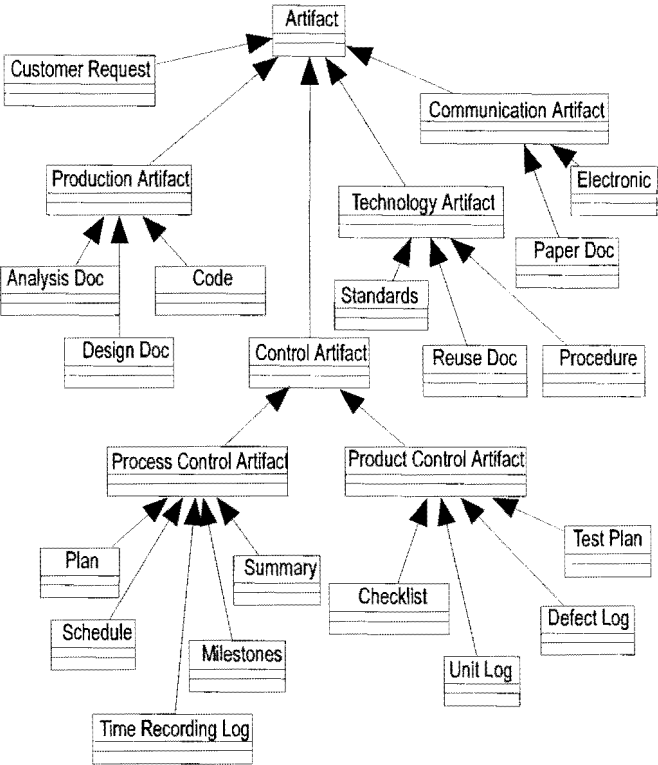 Artifact
Customer Request
Communication Artifact
Production Artifact
Electronic
Technology Artifact
Paper Doc
Analysis Doc
Code
Standards
Design Doc
Control Artifact
Reuse Doc
Procedure
Process Control Artifact
Product Control Artifact
Test Plan
Plan
Summary
Checklist
Defect Log
Schedule
Milestones
Unit Log
Time Recording Log